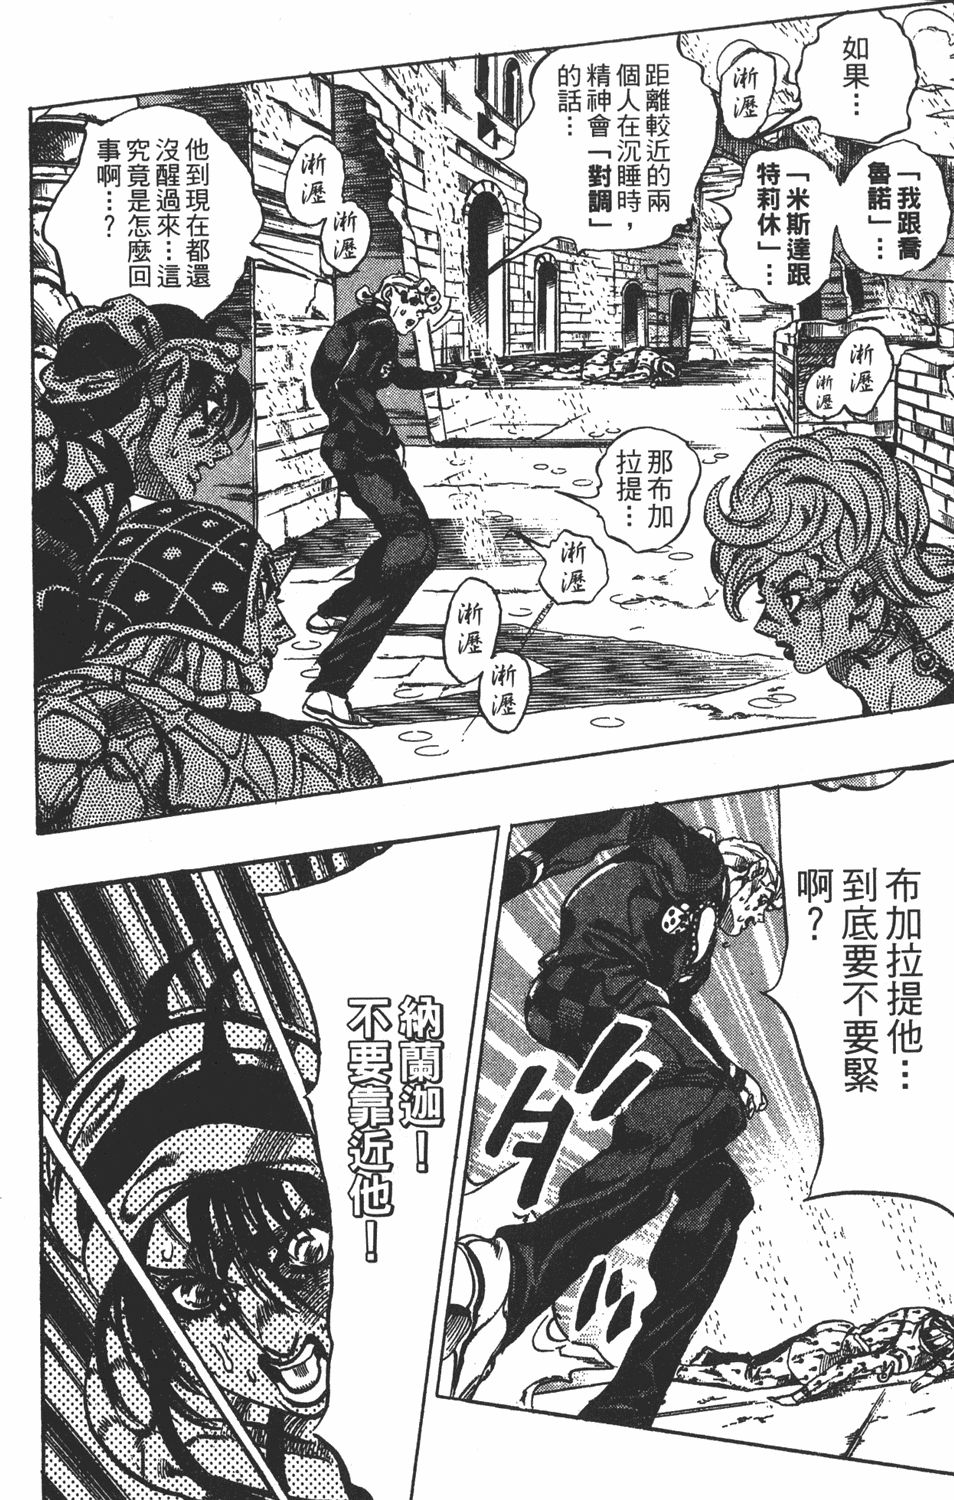 如果…
「我跟喬
魯諾」…
「米斯達跟
特莉休」…
淅瀝
距離較近的兩
個人在沉睡時，
精神會「對調」
的話…
淅瀝
淅瀝
淅瀝
淅瀝
那布加
拉提…
淅瀝
淅瀝
淅瀝
他到現在都還
沒醒過來…這
究竟是怎麼回
事啊…？
布加拉提他…
到底要不要緊
啊？
ダッ
納蘭迦！
不要靠近他！